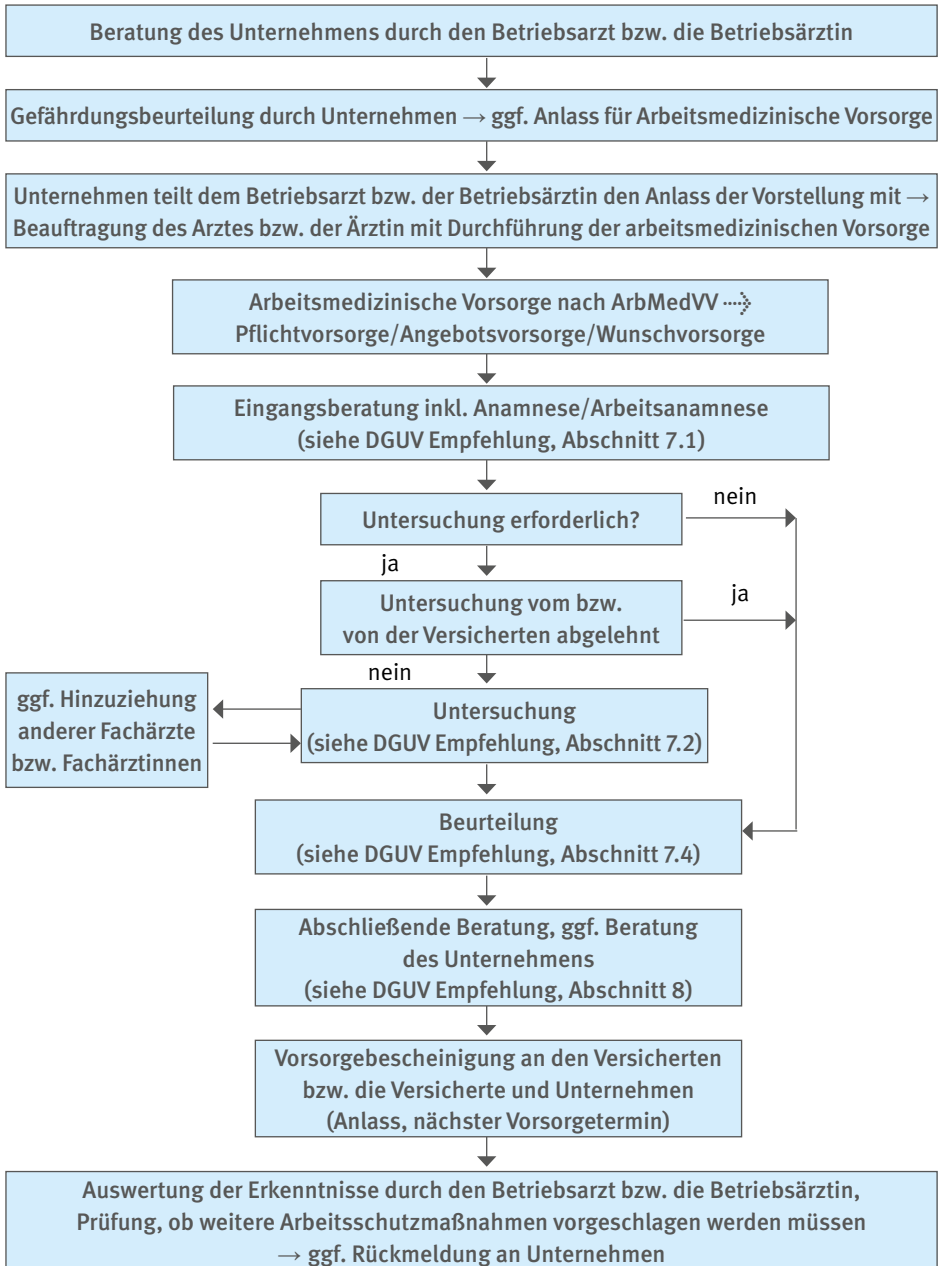 Beratung des Unternehmens durch den Betriebsarzt bzw. die Betriebsärztin
Gefährdungsbeurteilung durch Unternehmen → ggf. Anlass für Arbeitsmedizinische Vorsorge
Unternehmen teilt dem Betriebsarzt bzw. der Betriebsärztin den Anlass der Vorstellung mit →
Beauftragung des Arztes bzw. der Ärztin mit Durchführung der arbeitsmedizinischen Vorsorge
Arbeitsmedizinische Vorsorge nach ArbMedVV ⤑
Pflichtvorsorge/Angebotsvorsorge/Wunschvorsorge
Eingangsberatung inkl. Anamnese/Arbeitsanamnese
(siehe DGUV Empfehlung, Abschnitt 7.1)
Untersuchung erforderlich?
nein
ja
Untersuchung vom bzw.
von der Versicherten abgelehnt
ja
nein
ggf. Hinzuziehung
anderer Fachärzte
bzw. Fachärztinnen
Untersuchung
(siehe DGUV Empfehlung, Abschnitt 7.2)
Beurteilung
(siehe DGUV Empfehlung, Abschnitt 7.4)
Abschließende Beratung, ggf. Beratung
des Unternehmens
(siehe DGUV Empfehlung, Abschnitt 8)
Vorsorgebescheinigung an den Versicherten
bzw. die Versicherte und Unternehmen
(Anlass, nächster Vorsorgetermin)
Auswertung der Erkenntnisse durch den Betriebsarzt bzw. die Betriebsärztin,
Prüfung, ob weitere Arbeitsschutzmaßnahmen vorgeschlagen werden müssen
→ ggf. Rückmeldung an Unternehmen